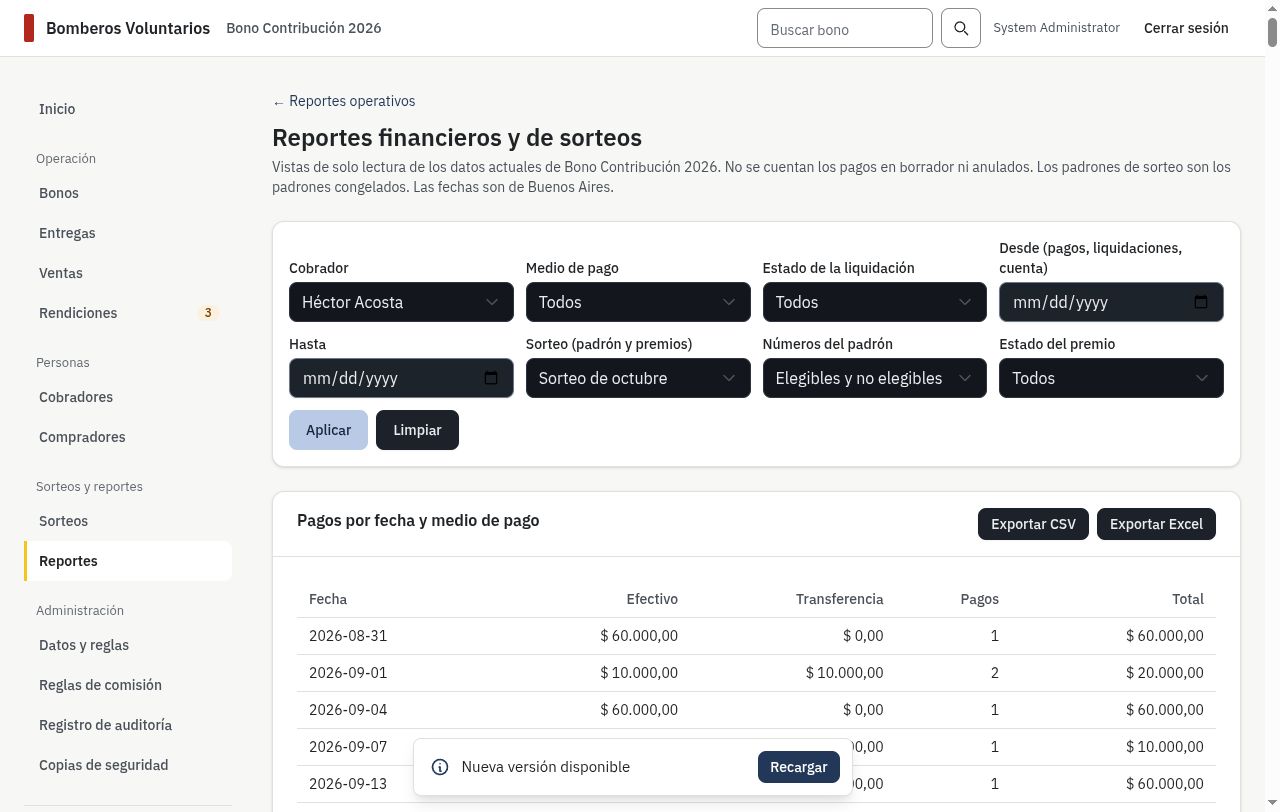 Bomberos Voluntarios
Bono Contribución 2026
Buscar bono
System Administrator
Cerrar sesión
Inicio
Operación
Bonos
Entregas
Ventas
Rendiciones 3
Personas
Cobradores
Compradores
Sorteos y reportes
Sorteos
Reportes
Administración
Datos y reglas
Reglas de comisión
Registro de auditoría
Copias de seguridad
← Reportes operativos
Reportes financieros y de sorteos
Vistas de solo lectura de los datos actuales de Bono Contribución 2026. No se cuentan los pagos en borrador ni anulados. Los padrones de sorteo son los
padrones congelados. Las fechas son de Buenos Aires.
Cobrador
Héctor Acosta
Medio de pago
Todos
Estado de la liquidación
Todos
Desde (pagos, liquidaciones,
cuenta)
mm/dd/yyyy
Hasta
mm/dd/yyyy
Sorteo (padrón y premios)
Sorteo de octubre
Números del padrón
Elegibles y no elegibles
Estado del premio
Todos
Aplicar
Limpiar
Pagos por fecha y medio de pago
Exportar CSV
Exportar Excel
Fecha Efectivo Transferencia Pagos Total
2026-08-31 $ 60.000,00 $ 0,00 1 $ 60.000,00
2026-09-01 $ 10.000,00 $ 10.000,00 2 $ 20.000,00
2026-09-04 $ 60.000,00 $ 0,00 1 $ 60.000,00
2026-09-07 1 $ 10.000,00
2026-09-13 1 $ 60.000,00
Nueva versión disponible
Recargar